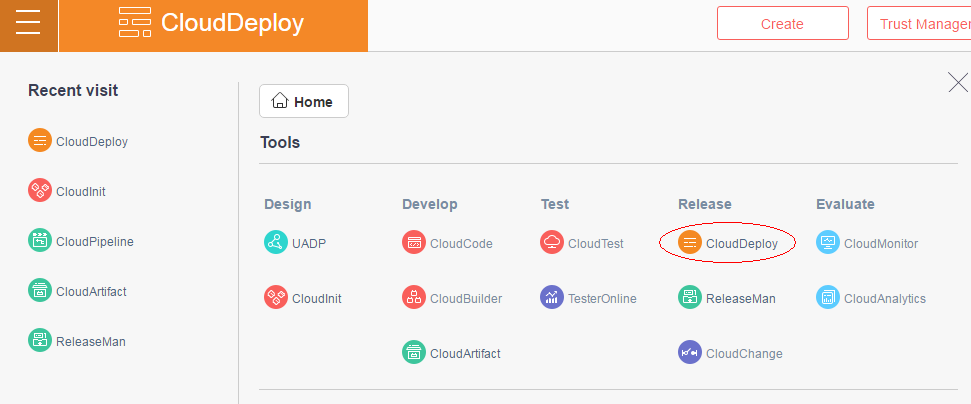 CloudDeploy
Create
Trust Manager
Recent visit
CloudDeploy
CloudInit
CloudPipeline
CloudArtifact
ReleaseMan
Home
Tools
Design Develop Test Release Evaluate
UADP CloudCode CloudTest CloudDeploy CloudMonitor
CloudInit CloudBuilder TesterOnline ReleaseMan CloudAnalytics
CloudArtifact CloudChange